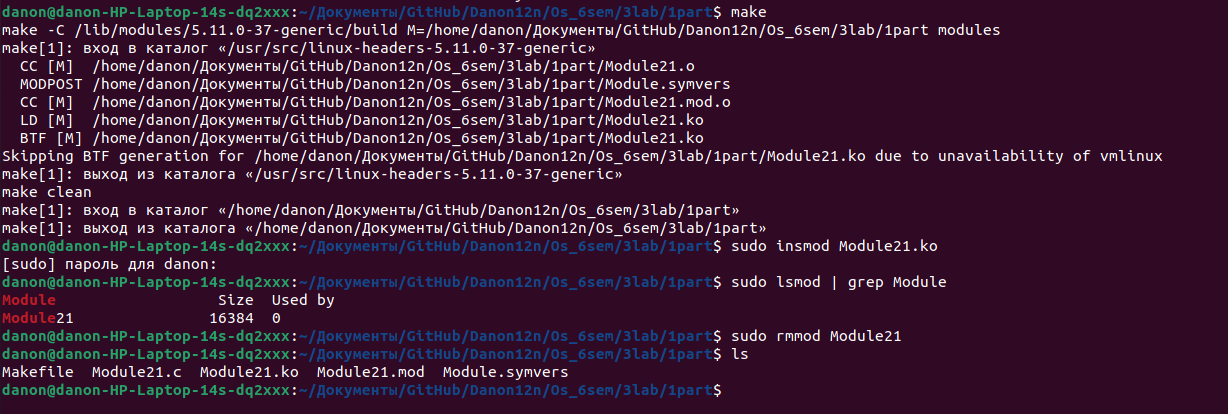 danon@danon-HP-Laptop-14s-dq2xxx:~/Документы/GitHub/Danon12n/Os_6sem/3lab/1part$ make
make -C /lib/modules/5.11.0-37-generic/build M=/home/danon/Документы/GitHub/Danon12n/Os_6sem/3lab/1part modules
make[1]: вход в каталог «/usr/src/linux-headers-5.11.0-37-generic»
  CC [M]  /home/danon/Документы/GitHub/Danon12n/Os_6sem/3lab/1part/Module21.o
  MODPOST /home/danon/Документы/GitHub/Danon12n/Os_6sem/3lab/1part/Module.symvers
  CC [M]  /home/danon/Документы/GitHub/Danon12n/Os_6sem/3lab/1part/Module21.mod.o
  LD [M]  /home/danon/Документы/GitHub/Danon12n/Os_6sem/3lab/1part/Module21.ko
  BTF [M] /home/danon/Документы/GitHub/Danon12n/Os_6sem/3lab/1part/Module21.ko
Skipping BTF generation for /home/danon/Документы/GitHub/Danon12n/Os_6sem/3lab/1part/Module21.ko due to unavailability of vmlinux
make[1]: выход из каталога «/usr/src/linux-headers-5.11.0-37-generic»
make clean
make[1]: вход в каталог «/home/danon/Документы/GitHub/Danon12n/Os_6sem/3lab/1part»
make[1]: выход из каталога «/home/danon/Документы/GitHub/Danon12n/Os_6sem/3lab/1part»
danon@danon-HP-Laptop-14s-dq2xxx:~/Документы/GitHub/Danon12n/Os_6sem/3lab/1part$ sudo insmod Module21.ko
[sudo] пароль для danon:
danon@danon-HP-Laptop-14s-dq2xxx:~/Документы/GitHub/Danon12n/Os_6sem/3lab/1part$ sudo lsmod | grep Module
Module                  Size  Used by
Module21               16384  0
danon@danon-HP-Laptop-14s-dq2xxx:~/Документы/GitHub/Danon12n/Os_6sem/3lab/1part$ sudo rmmod Module21
danon@danon-HP-Laptop-14s-dq2xxx:~/Документы/GitHub/Danon12n/Os_6sem/3lab/1part$ ls
Makefile  Module21.c  Module21.ko  Module21.mod  Module.symvers
danon@danon-HP-Laptop-14s-dq2xxx:~/Документы/GitHub/Danon12n/Os_6sem/3lab/1part$